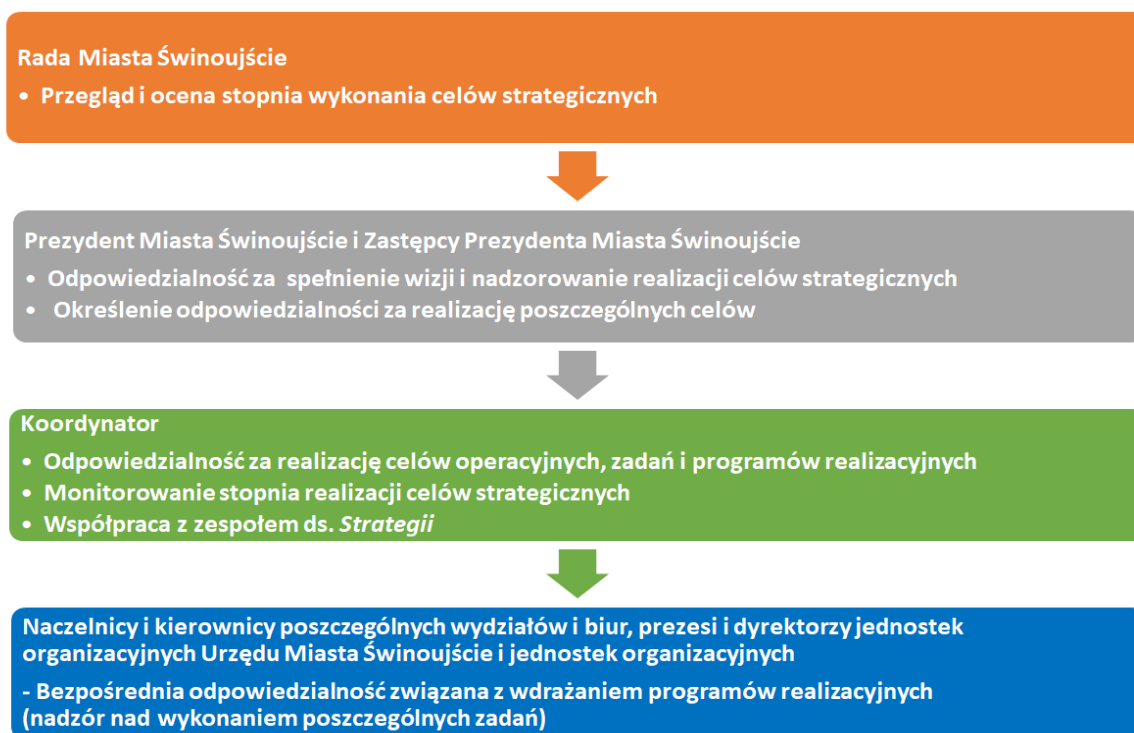 Rada Miasta Świnoujście
• Przegląd i ocena stopnia wykonania celów strategicznych
Prezydent Miasta Świnoujście i Zastępcy Prezydenta Miasta Świnoujście
• Odpowiedzialność za spełnienie wizji i nadzorowanie realizacji celów strategicznych
• Określenie odpowiedzialności za realizację poszczególnych celów
Koordynator
• Odpowiedzialność za realizację celów operacyjnych, zadań i programów realizacyjnych
• Monitorowanie stopnia realizacji celów strategicznych
• Współpraca z zespołem ds. Strategii
Naczelnicy i kierownicy poszczególnych wydziałów i biur, prezesi i dyrektorzy jednostek
organizacyjnych Urzędu Miasta Świnoujście i jednostek organizacyjnych
- Bezpośrednia odpowiedzialność związana z wdrażaniem programów realizacyjnych
(nadzór nad wykonaniem poszczególnych zadań)